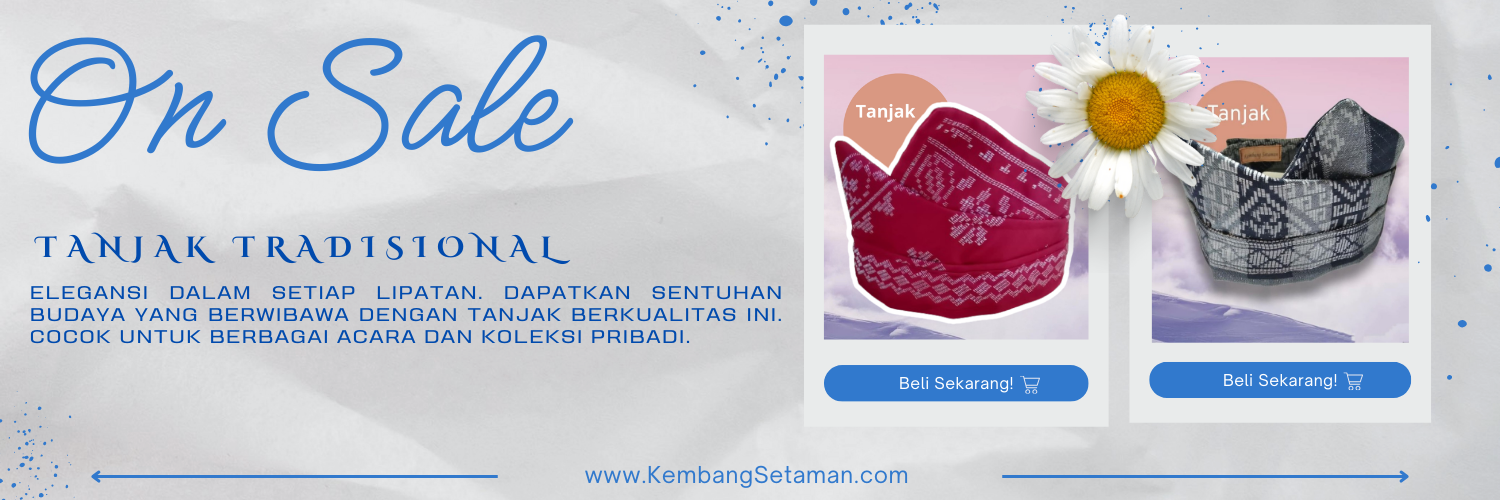 On Sale
TANJAK TRADISIONAL
ELEGANSI DALAM SETIAP LIPATAN. DAPATKAN SENTUHAN
BUDAYA YANG BERWIBAWA DENGAN TANJAK BERKUALITAS INI.
COCOK UNTUK BERBAGAI ACARA DAN KOLEKSI PRIBADI.
Tanjak
Beli Sekarang!
Tanjak
Beli Sekarang!
www.KembangSetaman.com